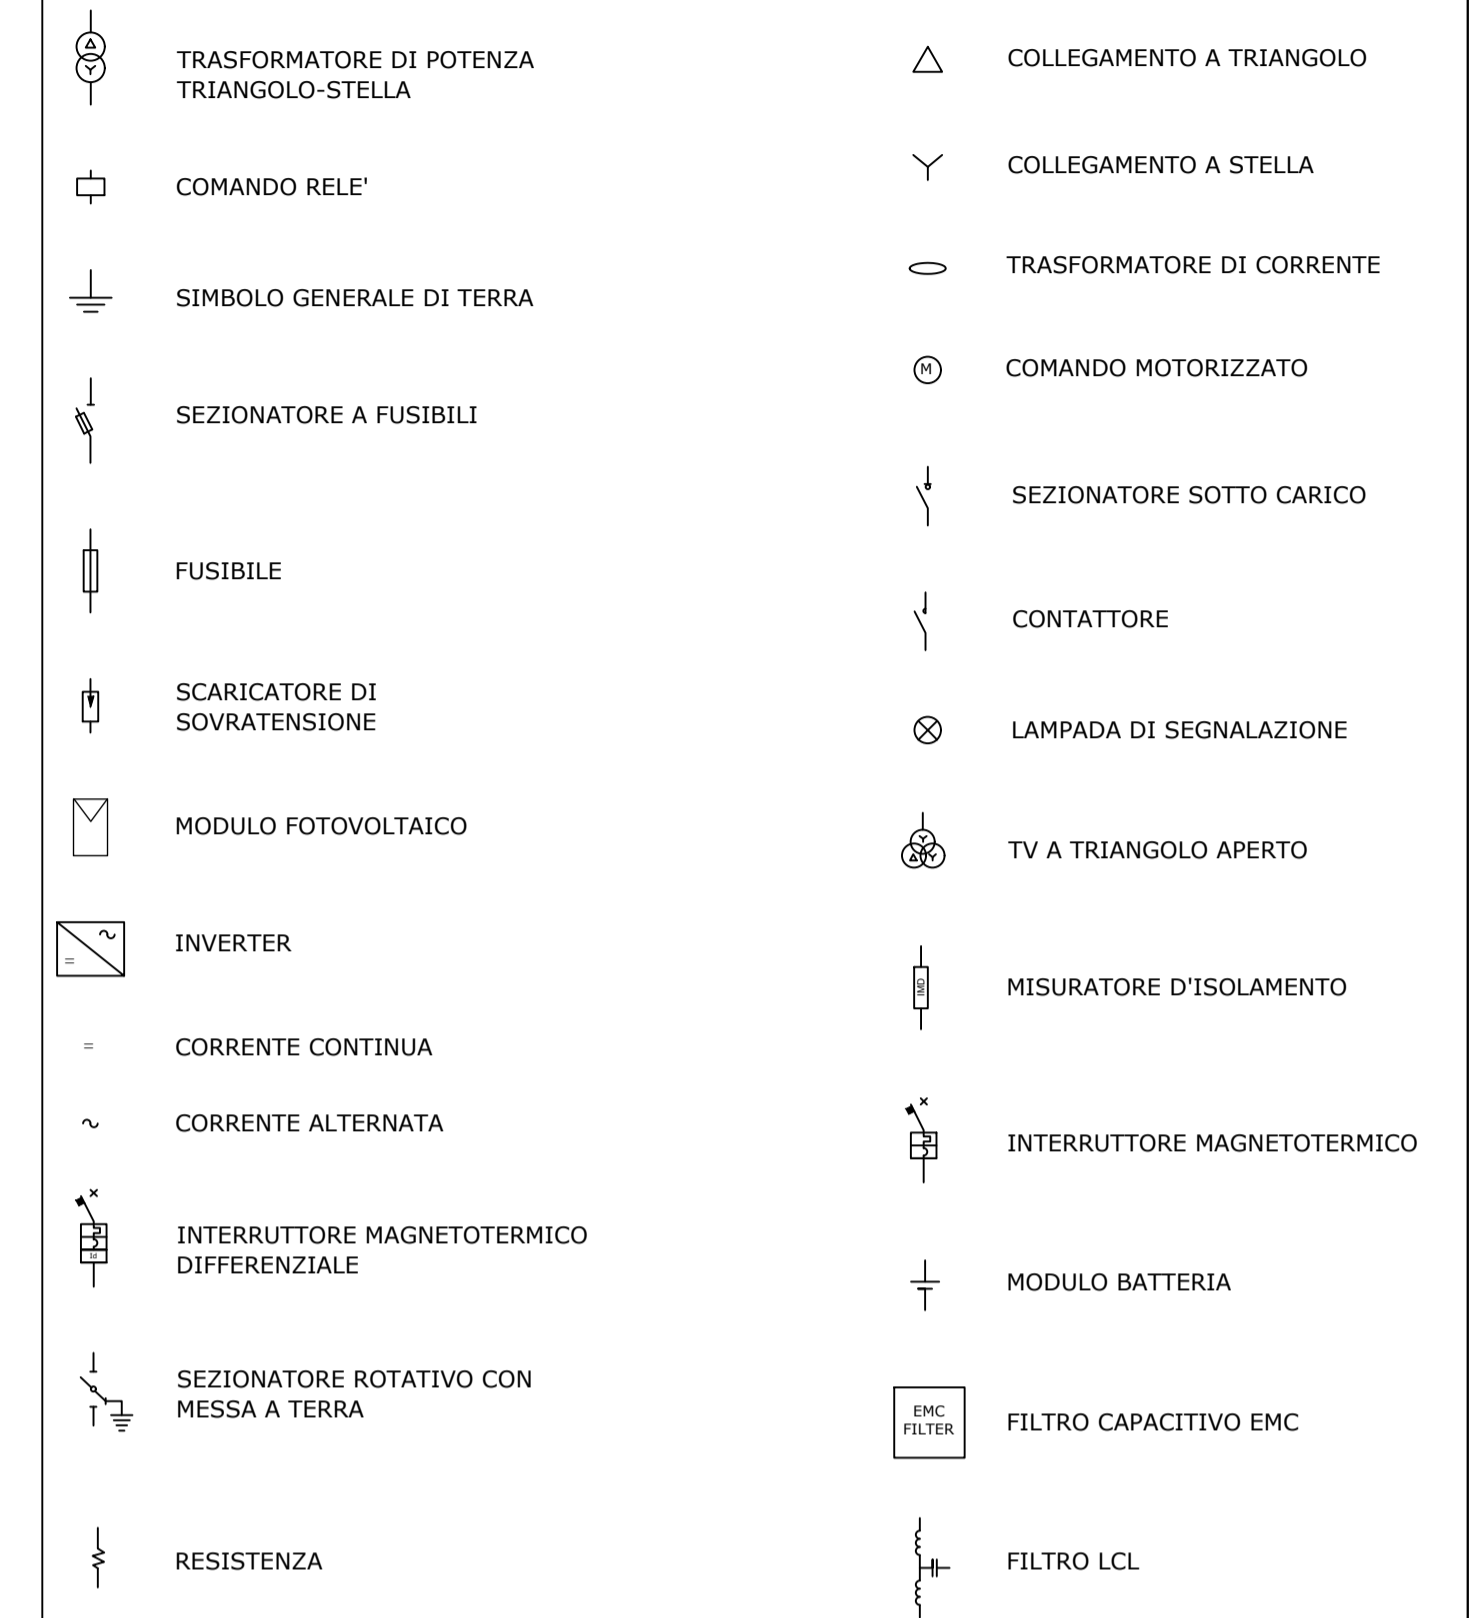 TRASFORMATORE DI POTENZA
TRIANGOLO-STELLA
COMANDO RELE'
SIMBOLO GENERALE DI TERRA
SEZIONATORE A FUSIBILI
FUSIBILE
SCARICATORE DI
SOVRATENSIONE
MODULO FOTOVOLTAICO
INVERTER
=
~
=
CORRENTE CONTINUA
~
CORRENTE ALTERNATA
Id
INTERRUTTORE MAGNETOTERMICO
DIFFERENZIALE
SEZIONATORE ROTATIVO CON
MESSA A TERRA
RESISTENZA
COLLEGAMENTO A TRIANGOLO
COLLEGAMENTO A STELLA
TRASFORMATORE DI CORRENTE
M
COMANDO MOTORIZZATO
SEZIONATORE SOTTO CARICO
CONTATTORE
LAMPADA DI SEGNALAZIONE
TV A TRIANGOLO APERTO
IMD
MISURATORE D'ISOLAMENTO
INTERRUTTORE MAGNETOTERMICO
MODULO BATTERIA
EMC
FILTER
FILTRO CAPACITIVO EMC
FILTRO LCL